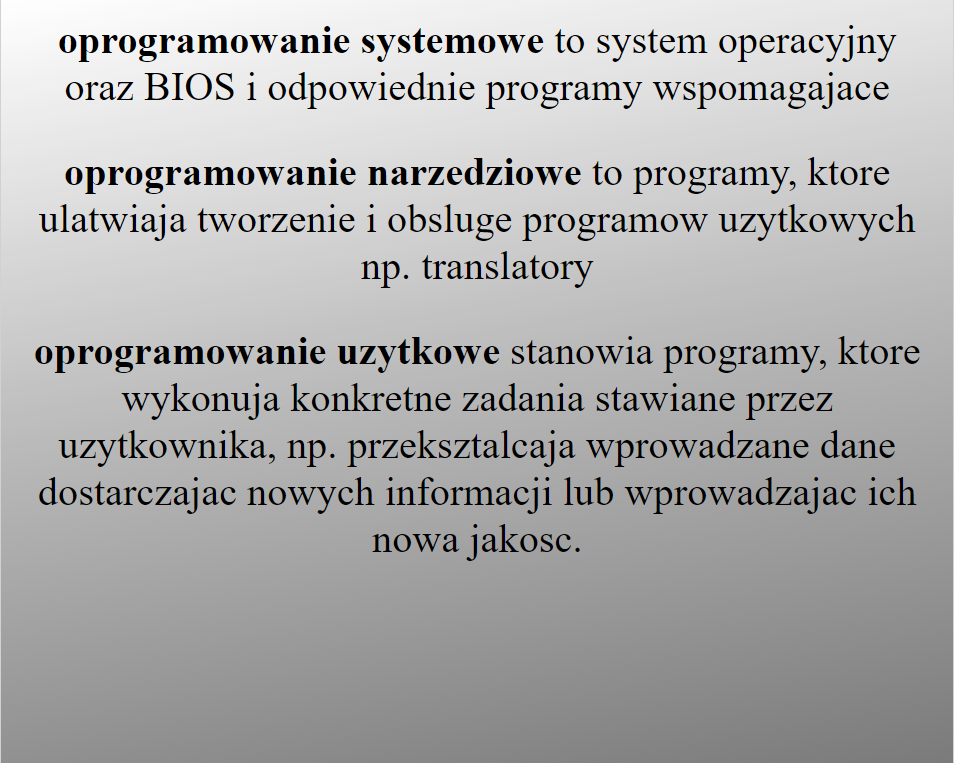 oprogramowanie systemowe to system operacyjny
oraz BIOS i odpowiednie programy wspomagajace
oprogramowanie narzedziowe to programy, ktore
ulatwiaja tworzenie i obsluge programow uzytkowych
np. translatory
oprogramowanie uzytkowe stanowia programy, ktore
wykonuja konkretne zadania stawiane przez
uzytkownika, np. przeksztalcaja wprowadzane dane
dostarczajac nowych informacji lub wprowadzajac ich
nowa jakosc.